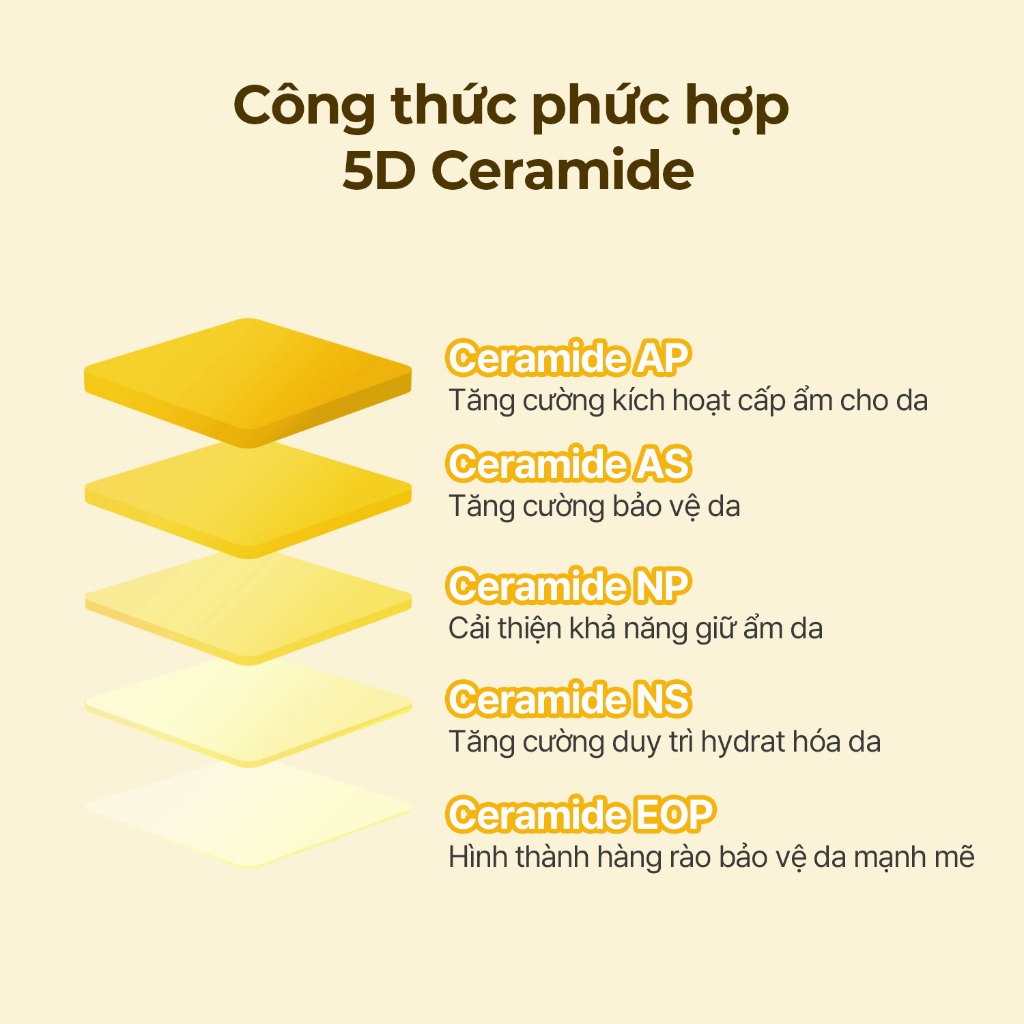 Công thức phức hợp
5D Ceramide
Ceramide AP
Tăng cường kích hoạt cấp ẩm cho da
Ceramide AS
Tăng cường bảo vệ da
Ceramide NP
Cải thiện khả năng giữ ẩm da
Ceramide NS
Tăng cường duy trì hydrat hóa da
Ceramide EOP
Hình thành hàng rào bảo vệ da mạnh mẽ